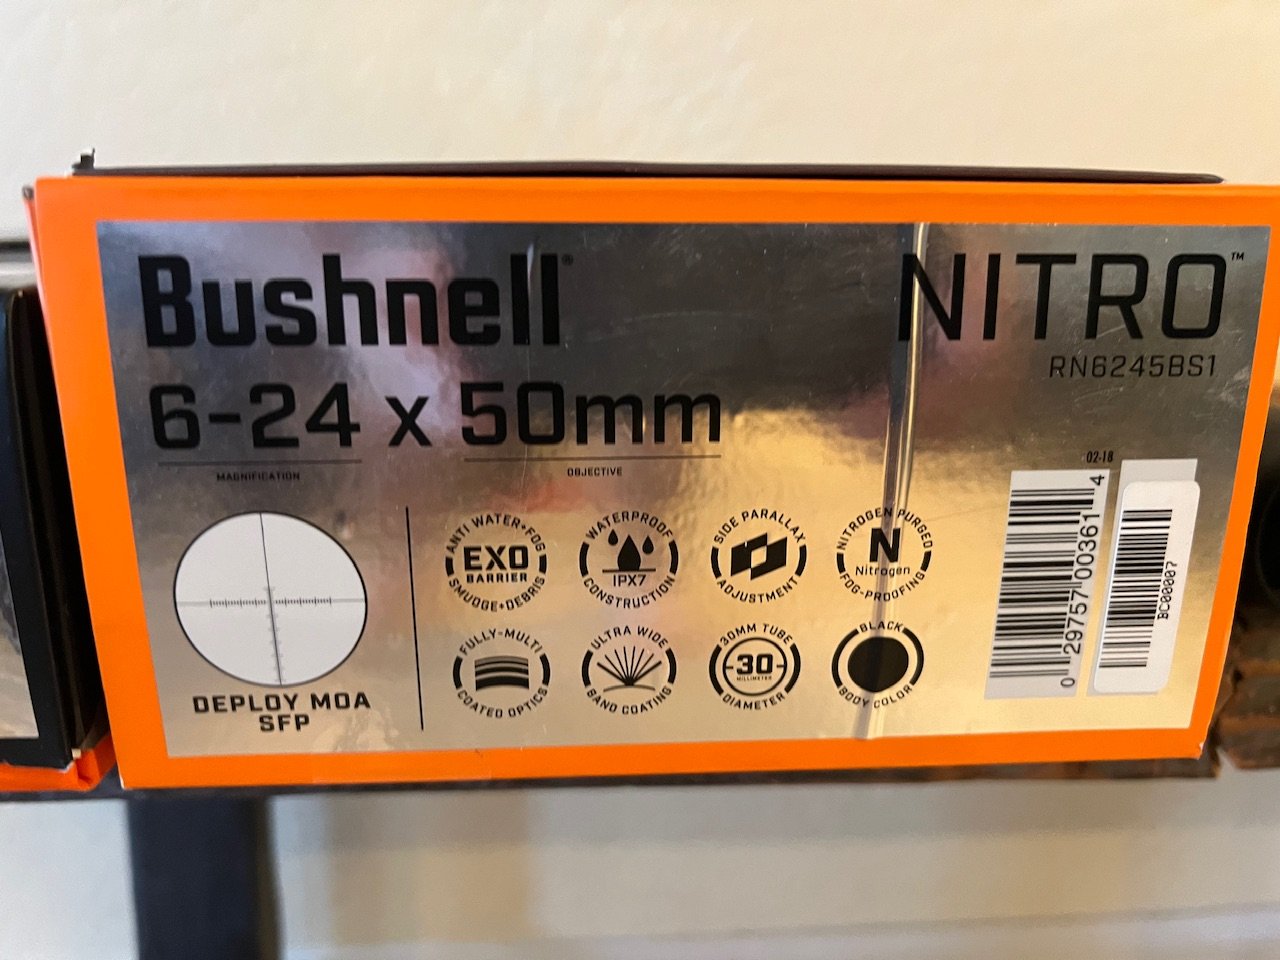 Bushnell®
NITRO™
RN6245BS1
6-24 x 50mm
MAGNIFICATION
OBJECTIVE
DEPLOY MOA
SFP
ANTI WATER+FOG
EXO
BARRIER
SMUDGE+DEBRIS
WATERPROOF
IPX7
CONSTRUCTION
SIDE PARALLAX
ADJUSTMENT
NITROGEN PURGED
N
Nitrogen
FOG-PROOFING
FULLY-MULTI
COATED OPTICS
ULTRA WIDE
BAND COATING
30MM TUBE
30
MILLIMETER
DIAMETER
BLACK
BODY COLOR
02-18
0 29757 00361 4
BC00007